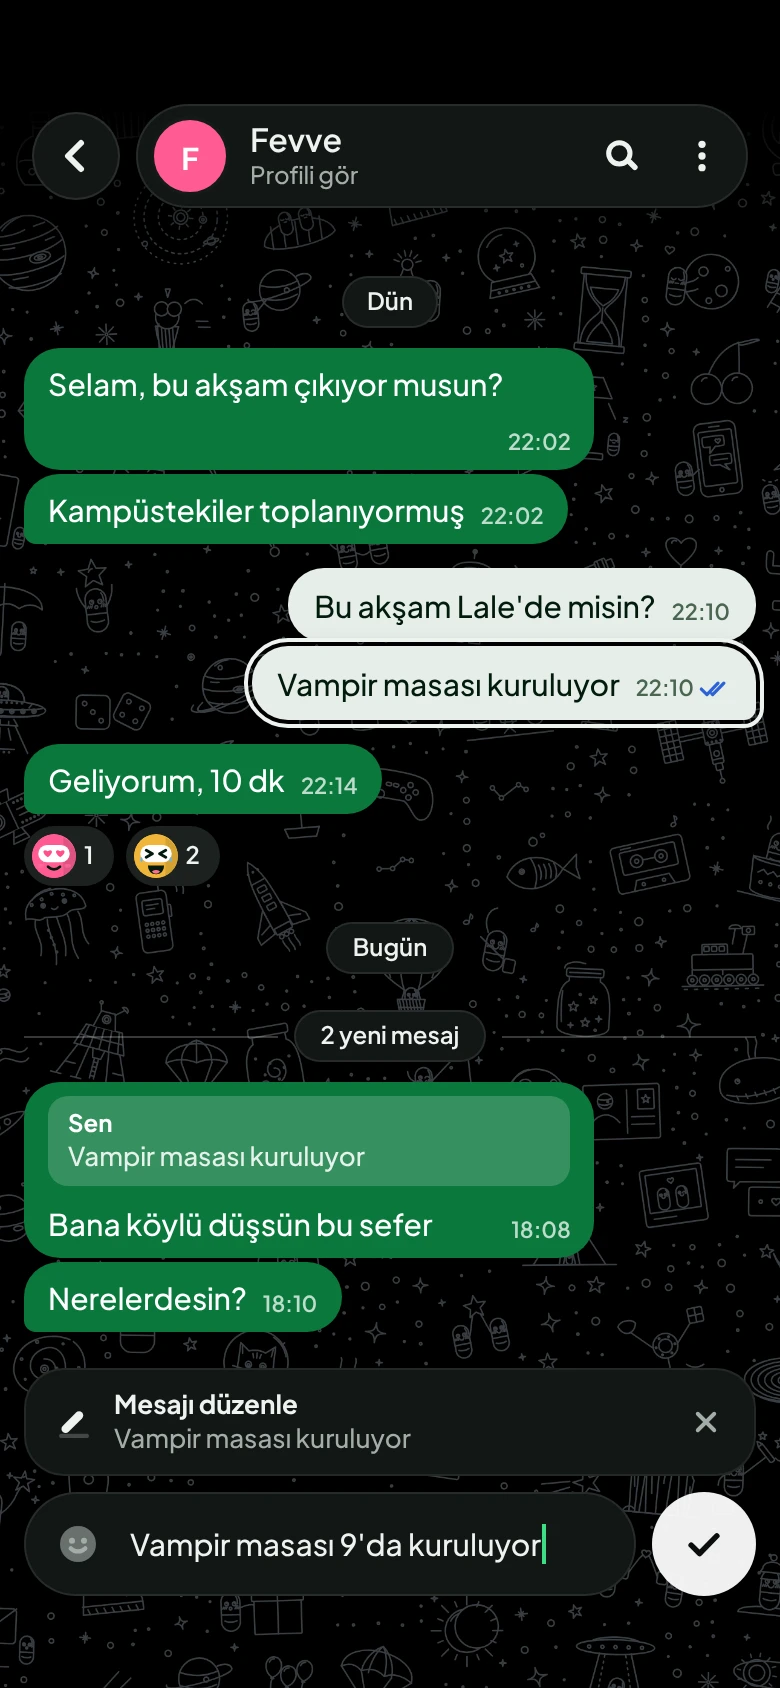 F
Fevve
Profili gör
Dün
Selam, bu akşam çıkıyor musun?
22:02
Kampüstekiler toplanıyormuş 22:02
Bu akşam Lale'de misin? 22:10
Vampir masası kuruluyor 22:10
Geliyorum, 10 dk 22:14
1 2
Bugün
2 yeni mesaj
Sen
Vampir masası kuruluyor
Bana köylü düşsün bu sefer 18:08
Nerelerdesin? 18:10
Mesajı düzenle
Vampir masası kuruluyor
Vampir masası 9'da kuruluyor